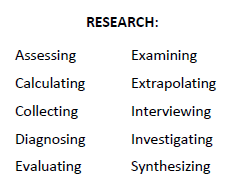 RESEARCH:
Assessing Examining
Calculating Extrapolating
Collecting Interviewing
Diagnosing Investigating
Evaluating Synthesizing